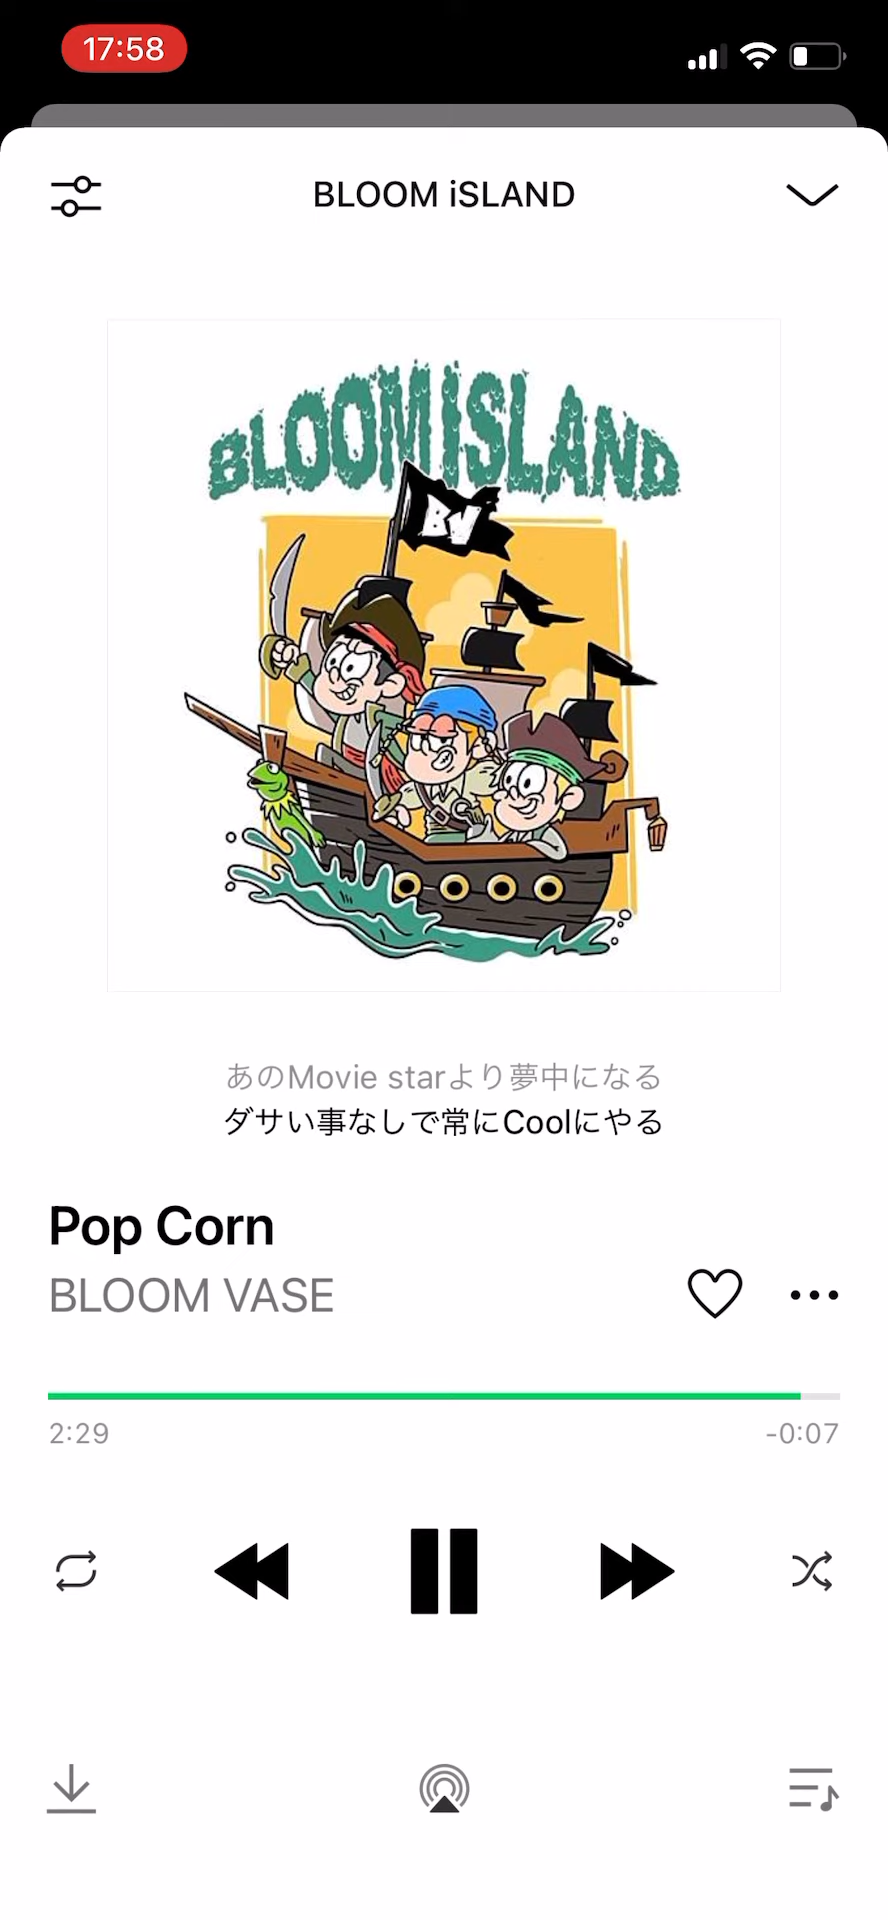 17:58
BLOOM iSLAND
BLOOM ISLAND
BV
あのMovie starより夢中になる
ダサい事なしで常にCoolにやる
Pop Corn
BLOOM VASE
2:29
-0:07